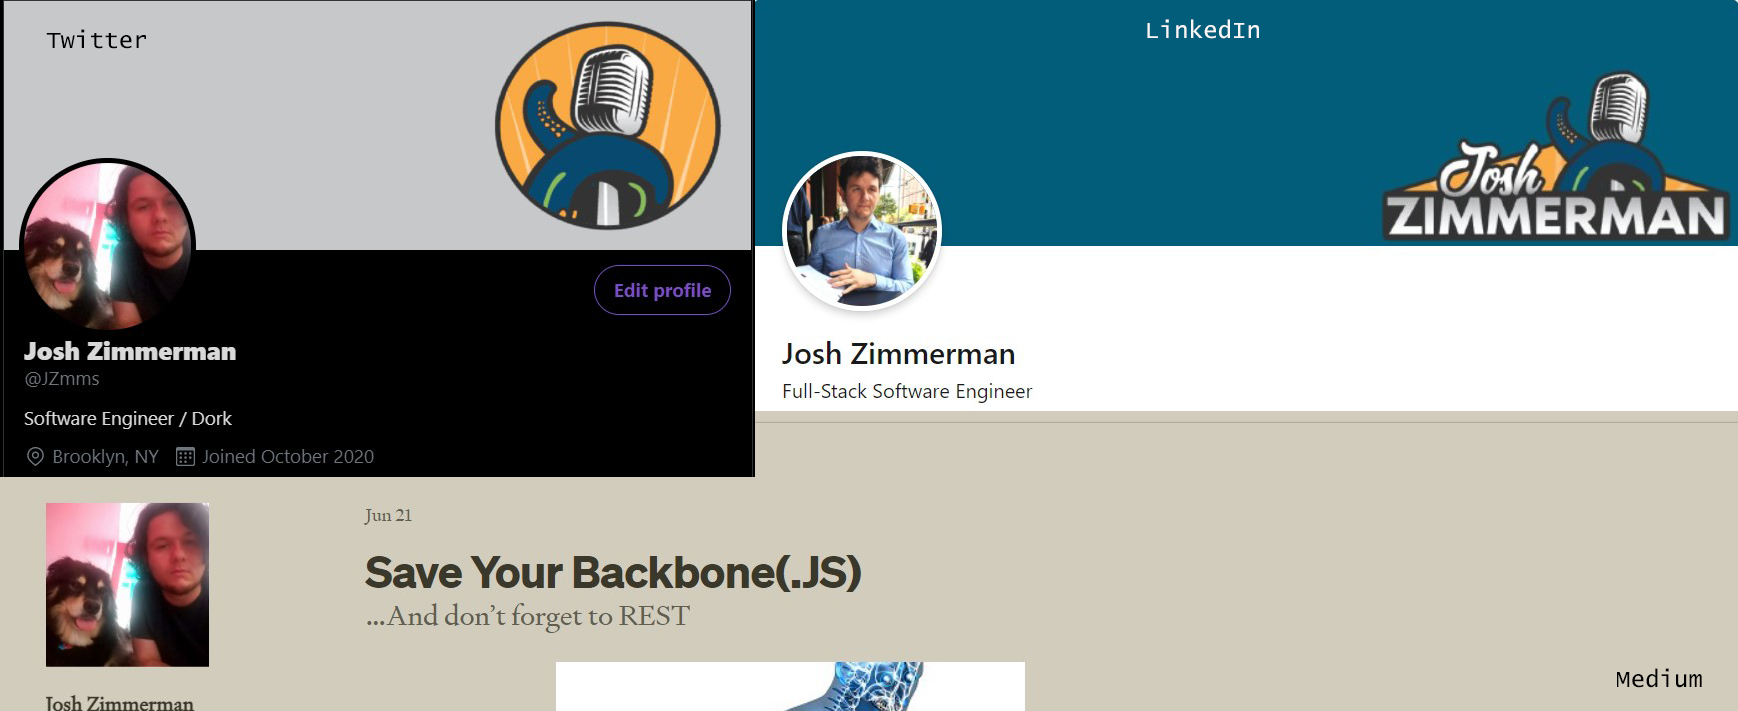 Twitter
Edit profile
Josh Zimmerman
@JZmms
Software Engineer / Dork
Brooklyn, NY Joined October 2020
LinkedIn
Josh
ZIMMERMAN
Josh Zimmerman
Full-Stack Software Engineer
Jun 21
Save Your Backbone(.JS)
...And don’t forget to REST
Josh Zimmerman
Medium